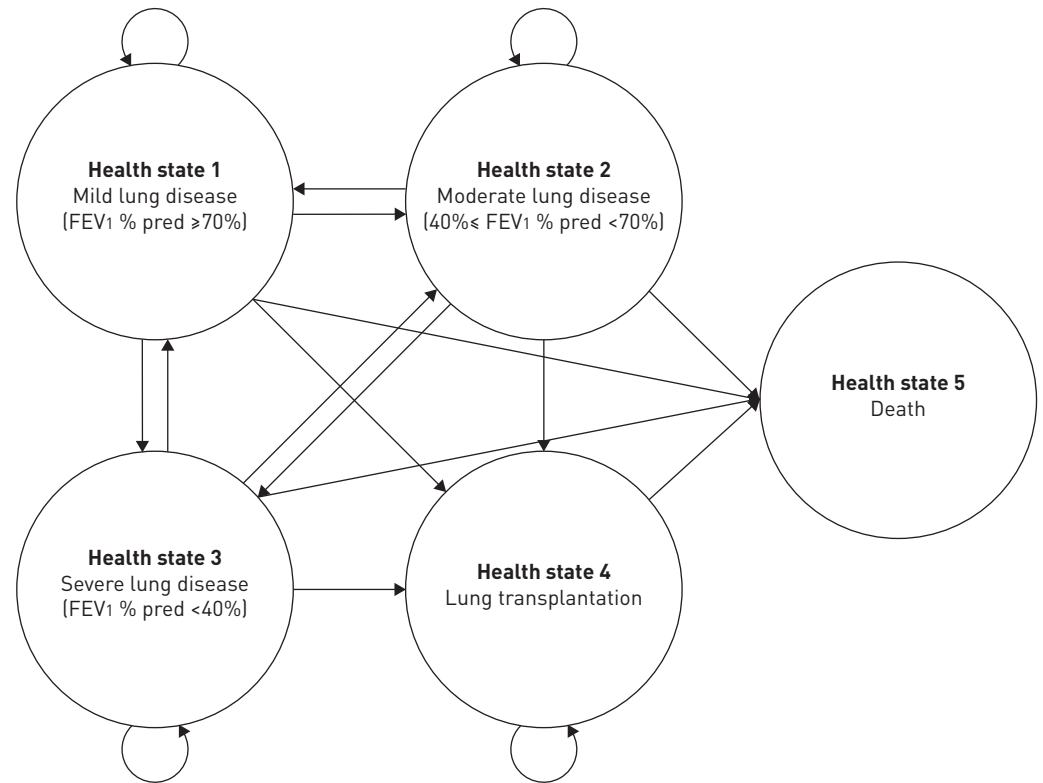 Health state 1
Mild lung disease
(FEV1 % pred ⩾70%)
Health state 2
Moderate lung disease
(40%⩽ FEV1 % pred <70%)
Health state 5
Death
Health state 3
Severe lung disease
(FEV1 % pred <40%)
Health state 4
Lung transplantation